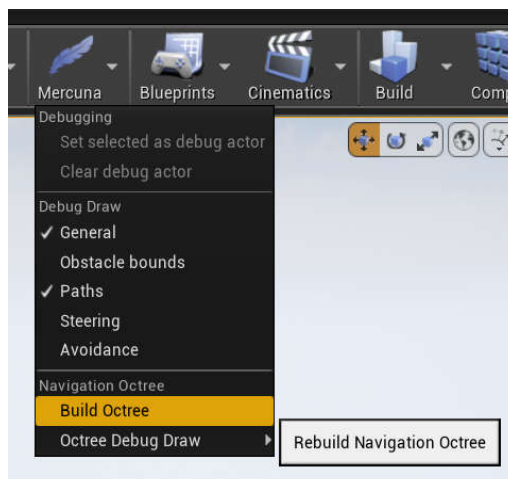 Mercuna
Blueprints
Cinematics
Build
Comp
Debugging
Set selected as debug actor
Clear debug actor
Debug Draw
General
Obstacle bounds
Paths
Steering
Avoidance
Navigation Octree
Build Octree
Octree Debug Draw
Rebuild Navigation Octree